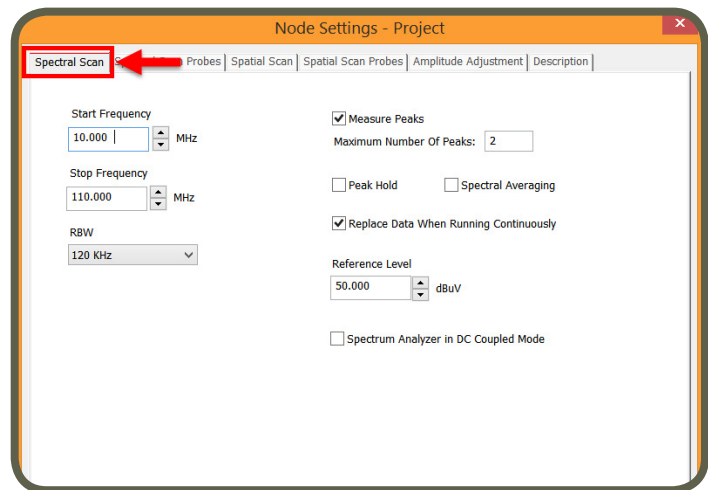 Node Settings - Project
x
Spectral Scan Probes Spatial Scan Spatial Scan Probes Amplitude Adjustment Description
Start Frequency
10.000 MHz
Stop Frequency
110.000 MHz
RBW
120 KHz
Measure Peaks
Maximum Number Of Peaks: 2
Peak Hold Spectral Averaging
Replace Data When Running Continuously
Reference Level
50.000 dBuV
Spectrum Analyzer in DC Coupled Mode